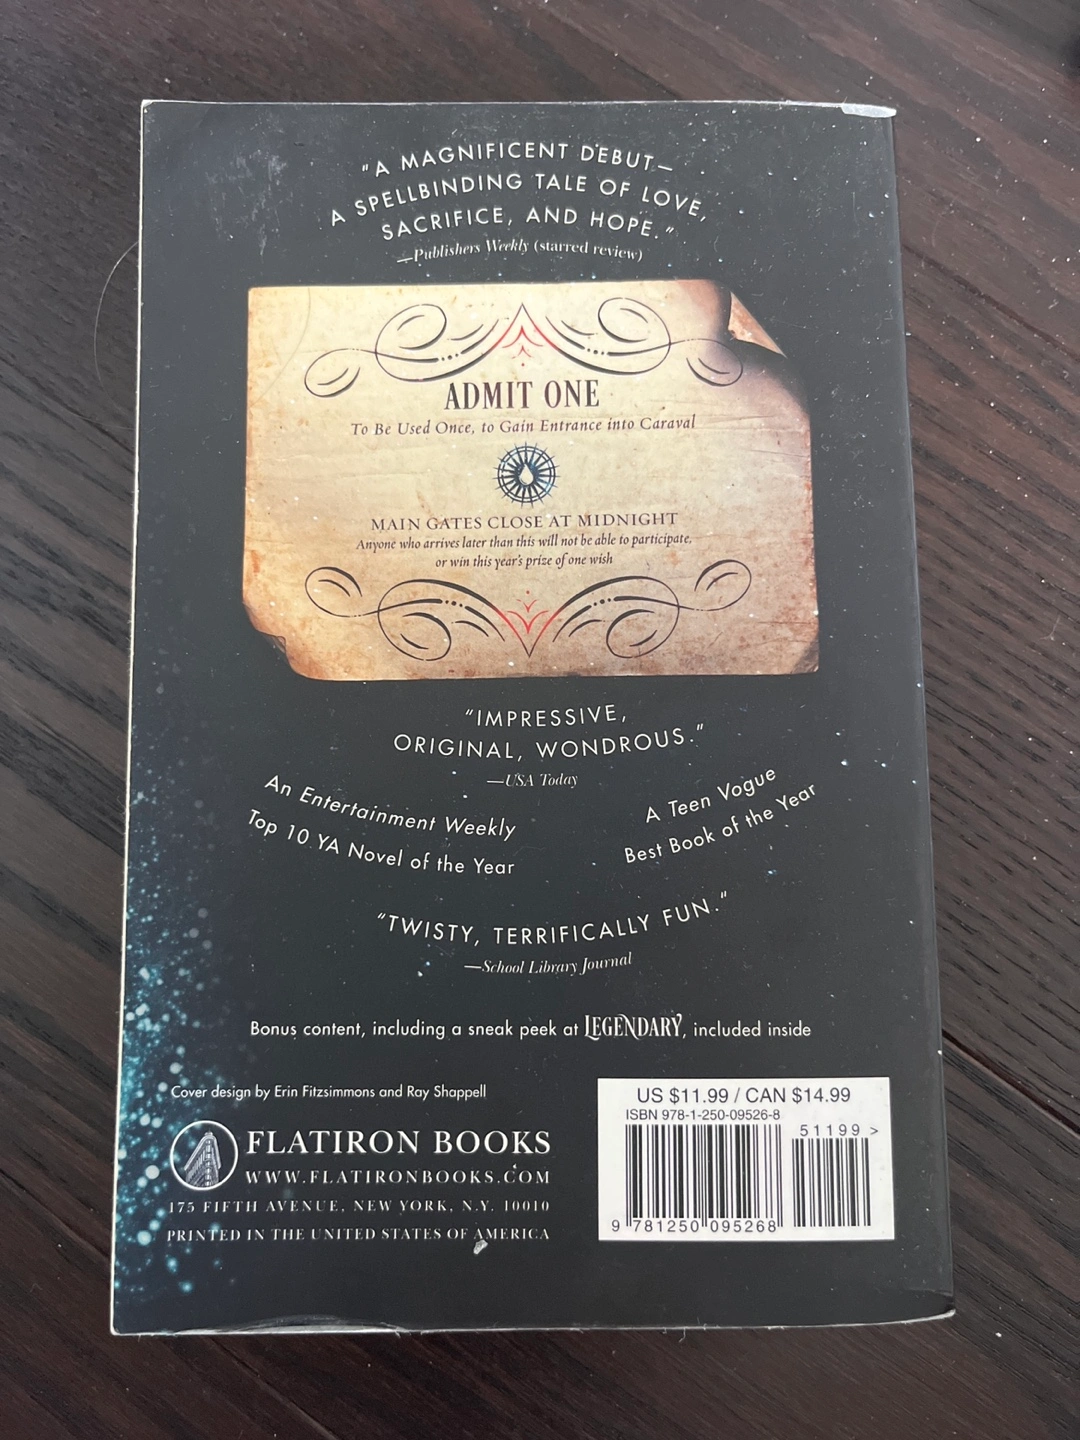 "A MAGNIFICENT DEBUT—
A SPELLBINDING TALE OF LOVE,
SACRIFICE, AND HOPE."
—Publishers Weekly (starred review)
ADMIT ONE
To Be Used Once, to Gain Entrance into Caraval
MAIN GATES CLOSE AT MIDNIGHT
Anyone who arrives later than this will not be able to participate,
or win this year's prize of one wish
"IMPRESSIVE,
ORIGINAL, WONDROUS."
—USA Today
An Entertainment Weekly
Top 10 YA Novel of the Year
A Teen Vogue
Best Book of the Year
"TWISTY, TERRIFICALLY FUN."
—School Library Journal
Bonus content, including a sneak peek at LEGENDARY, included inside
Cover design by Erin Fitzsimmons and Ray Shappell
FLATIRON BOOKS
WWW.FLATIRONBOOKS.COM
175 FIFTH AVENUE, NEW YORK, N.Y. 10010
PRINTED IN THE UNITED STATES OF AMERICA
US $11.99 / CAN $14.99
ISBN 978-1-250-09526-8
51199 >
9 781250 095268